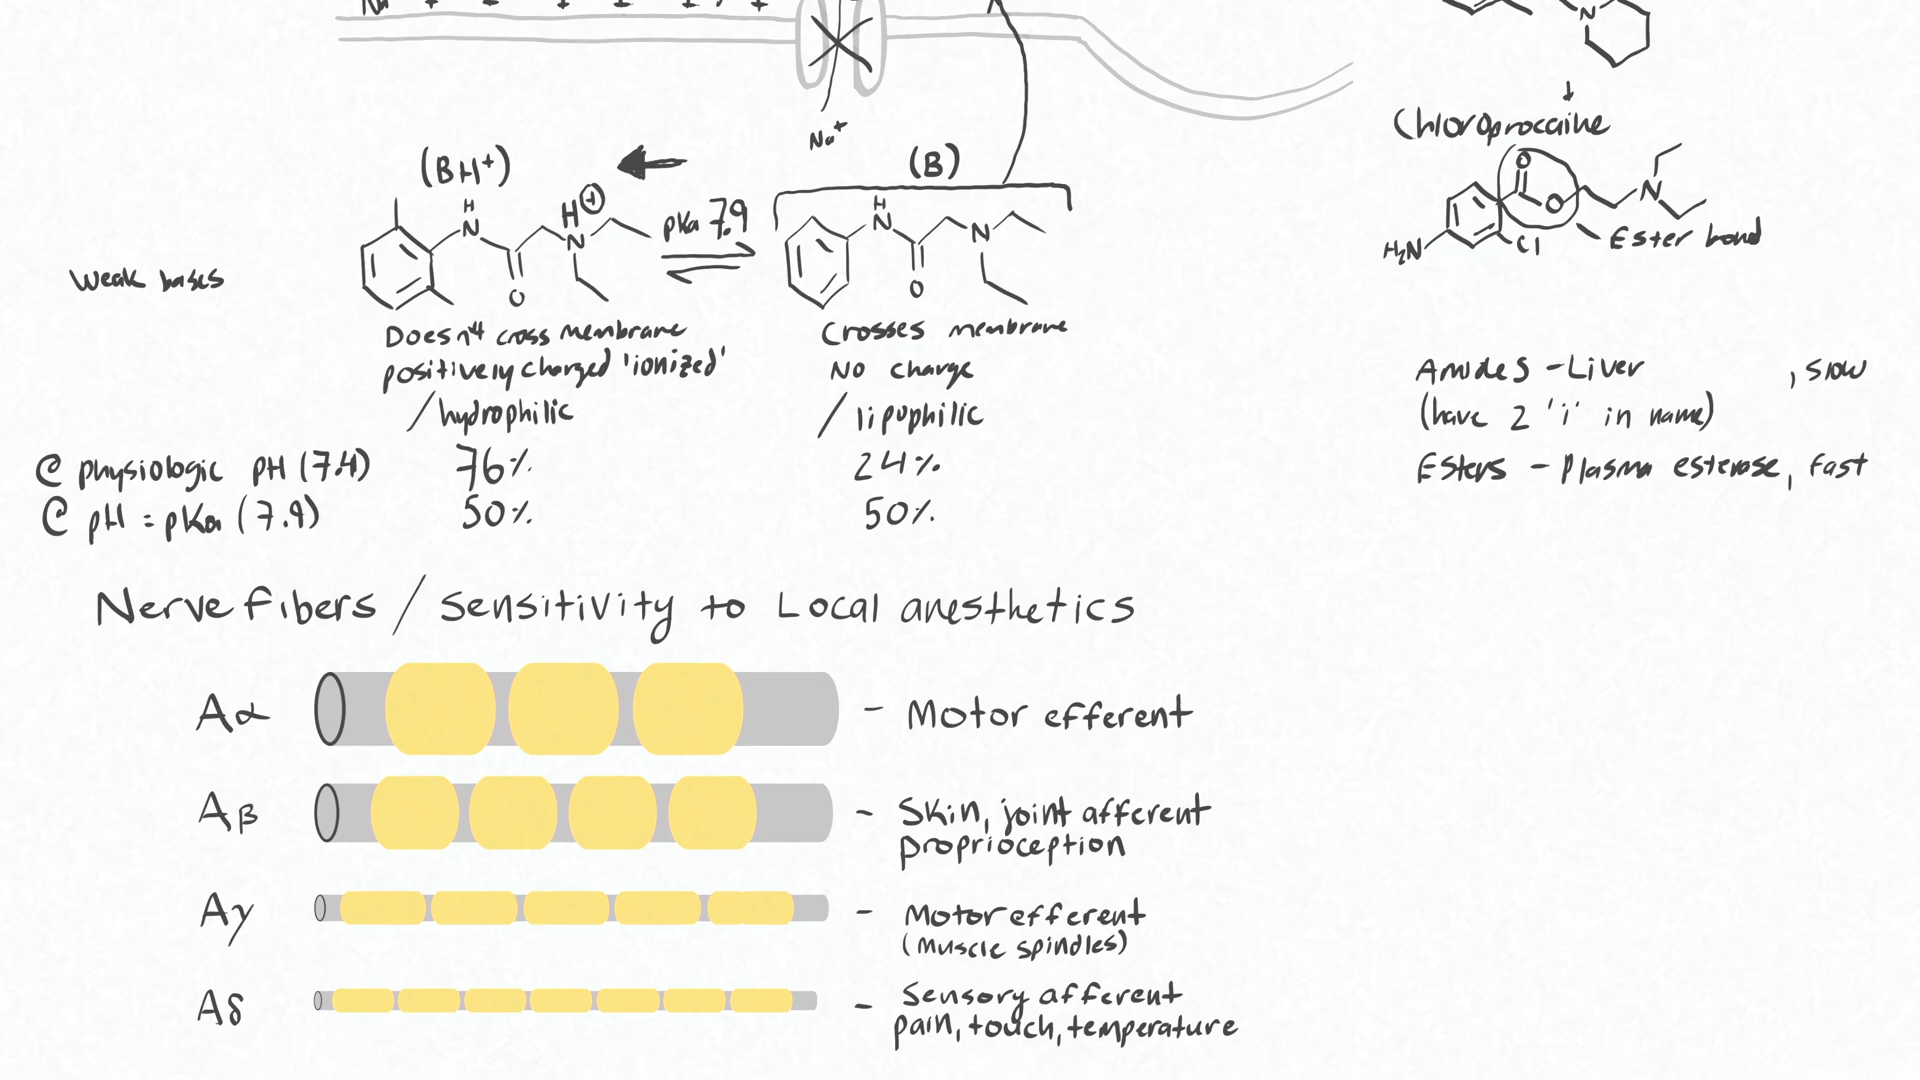 Na⁺
(BH⁺)
(B)
pKa 7.9
H
N
O
H
⊕
N
H
N
O
N
Weak bases
Doesn't cross membrane
positively charged 'ionized'
/hydrophilic
Crosses membrane
No charge
/ lipophilic
@ physiologic pH (7.4) 76% 24%
@ pH = pKa (7.9) 50% 50%
N
Chloroprocaine
O
O
N
H₂N
Cl
Ester bond
Amides - Liver , slow
(have 2 'i' in name)
Esters - Plasma esterase, fast
Nerve fibers / Sensitivity to Local anesthetics
Aα - Motor efferent
Aβ - Skin, joint afferent
proprioception
Aγ - Motor efferent
(muscle spindles)
Aδ - Sensory afferent
pain, touch, temperature